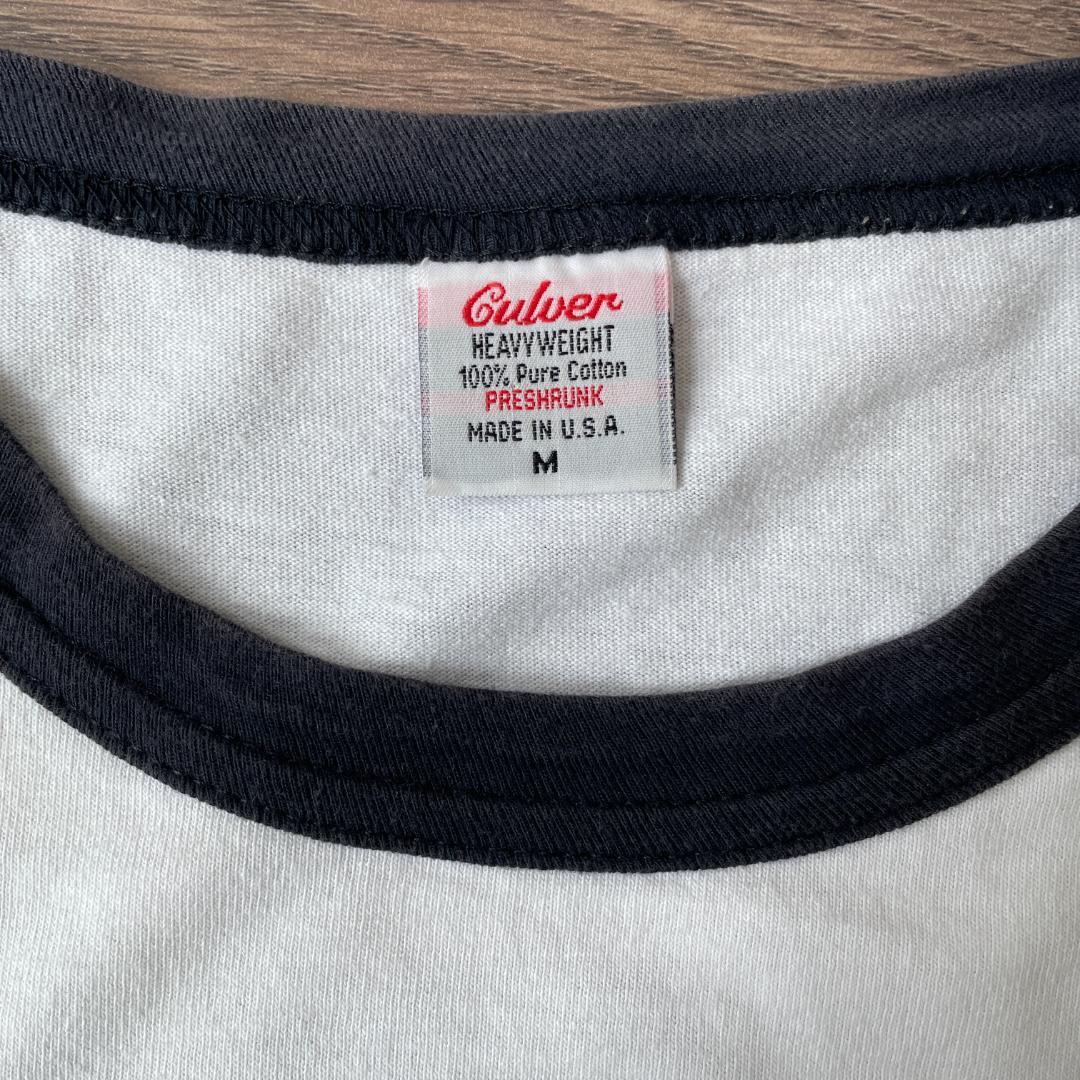 Culver
HEAVYWEIGHT
100% Pure Cotton
PRESHRUNK
MADE IN U.S.A.
M